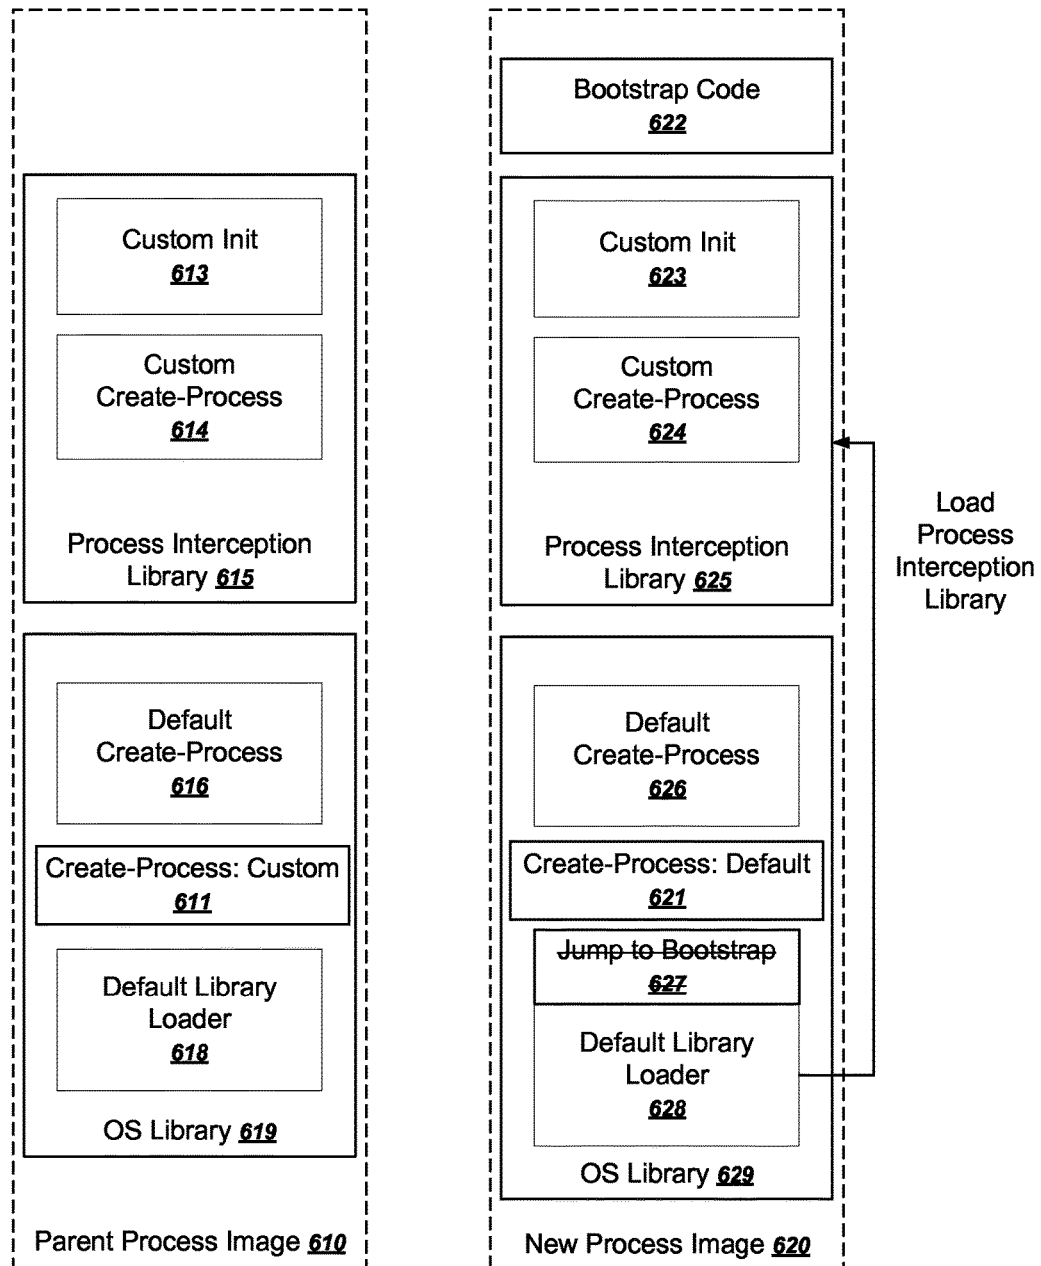 Custom Init
613
Custom
Create-Process
614
Process Interception
Library 615
Default
Create-Process
616
Create-Process: Custom
611
Default Library
Loader
618
OS Library 619
Parent Process Image 610
Bootstrap Code
622
Custom Init
623
Custom
Create-Process
624
Process Interception
Library 625
Default
Create-Process
626
Create-Process: Default
621
Jump to Bootstrap
627
Default Library
Loader
628
OS Library 629
New Process Image 620
Load
Process
Interception
Library